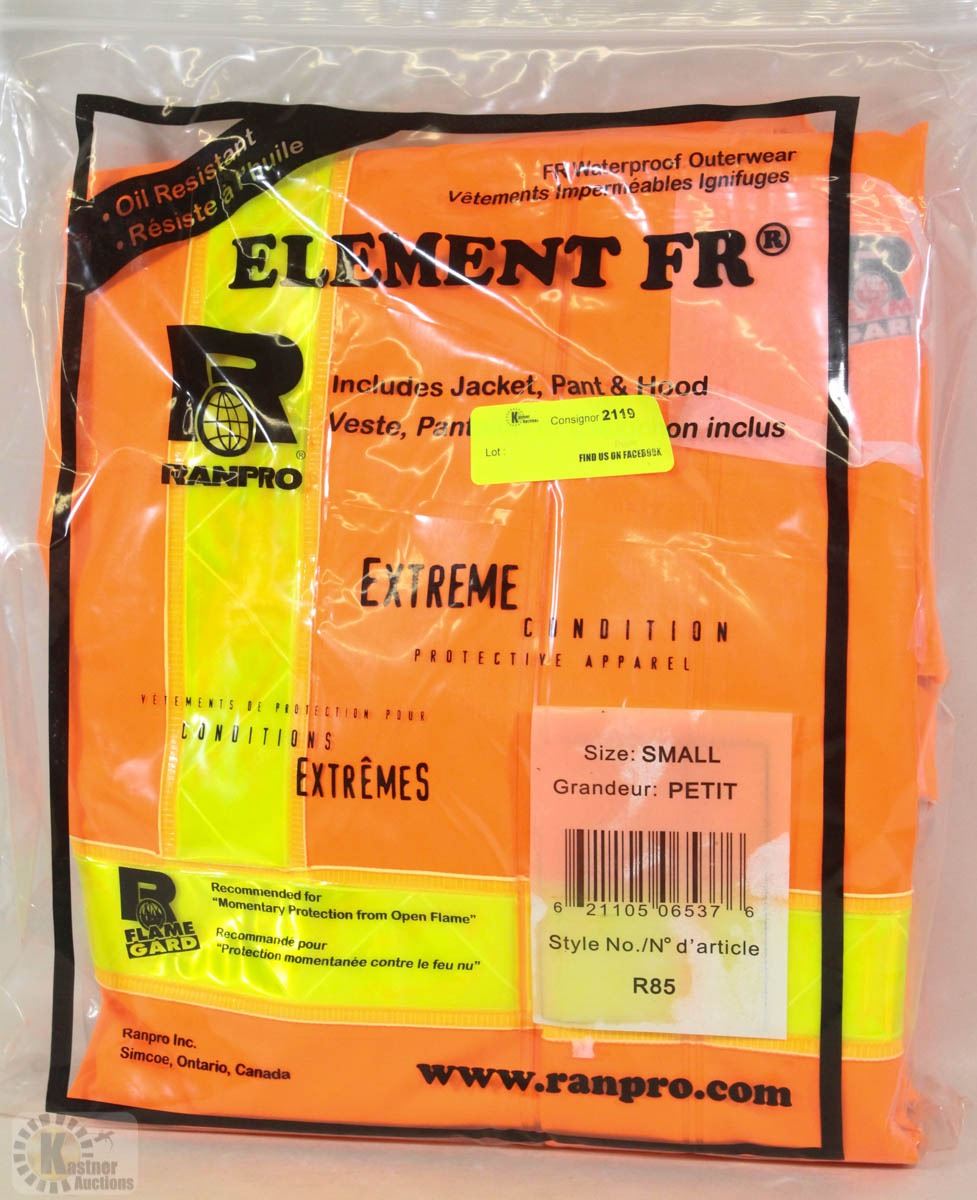 • Oil Resistant
• Résiste à l'huile
FR Waterproof Outerwear
Vêtements Imperméables Ignifuges
ELEMENT FR®
R
RANPRO®
Includes Jacket, Pant & Hood
Veste, Pant
on inclus
Kastner Auctions
Consignor 2119
Lot :
FIND US ON FACEBOOK
GARD
EXTREME
CONDITION
PROTECTIVE APPAREL
VÊTEMENTS DE PROTECTION POUR
CONDITIONS
EXTRÊMES
Size: SMALL
Grandeur: PETIT
6 21105 06537 6
Style No./N° d'article
R85
R
FLAME
GARD
Recommended for
"Momentary Protection from Open Flame"
Recommandé pour
"Protection momentanée contre le feu nu"
Ranpro Inc.
Simcoe, Ontario, Canada
www.ranpro.com
Kastner
Auctions